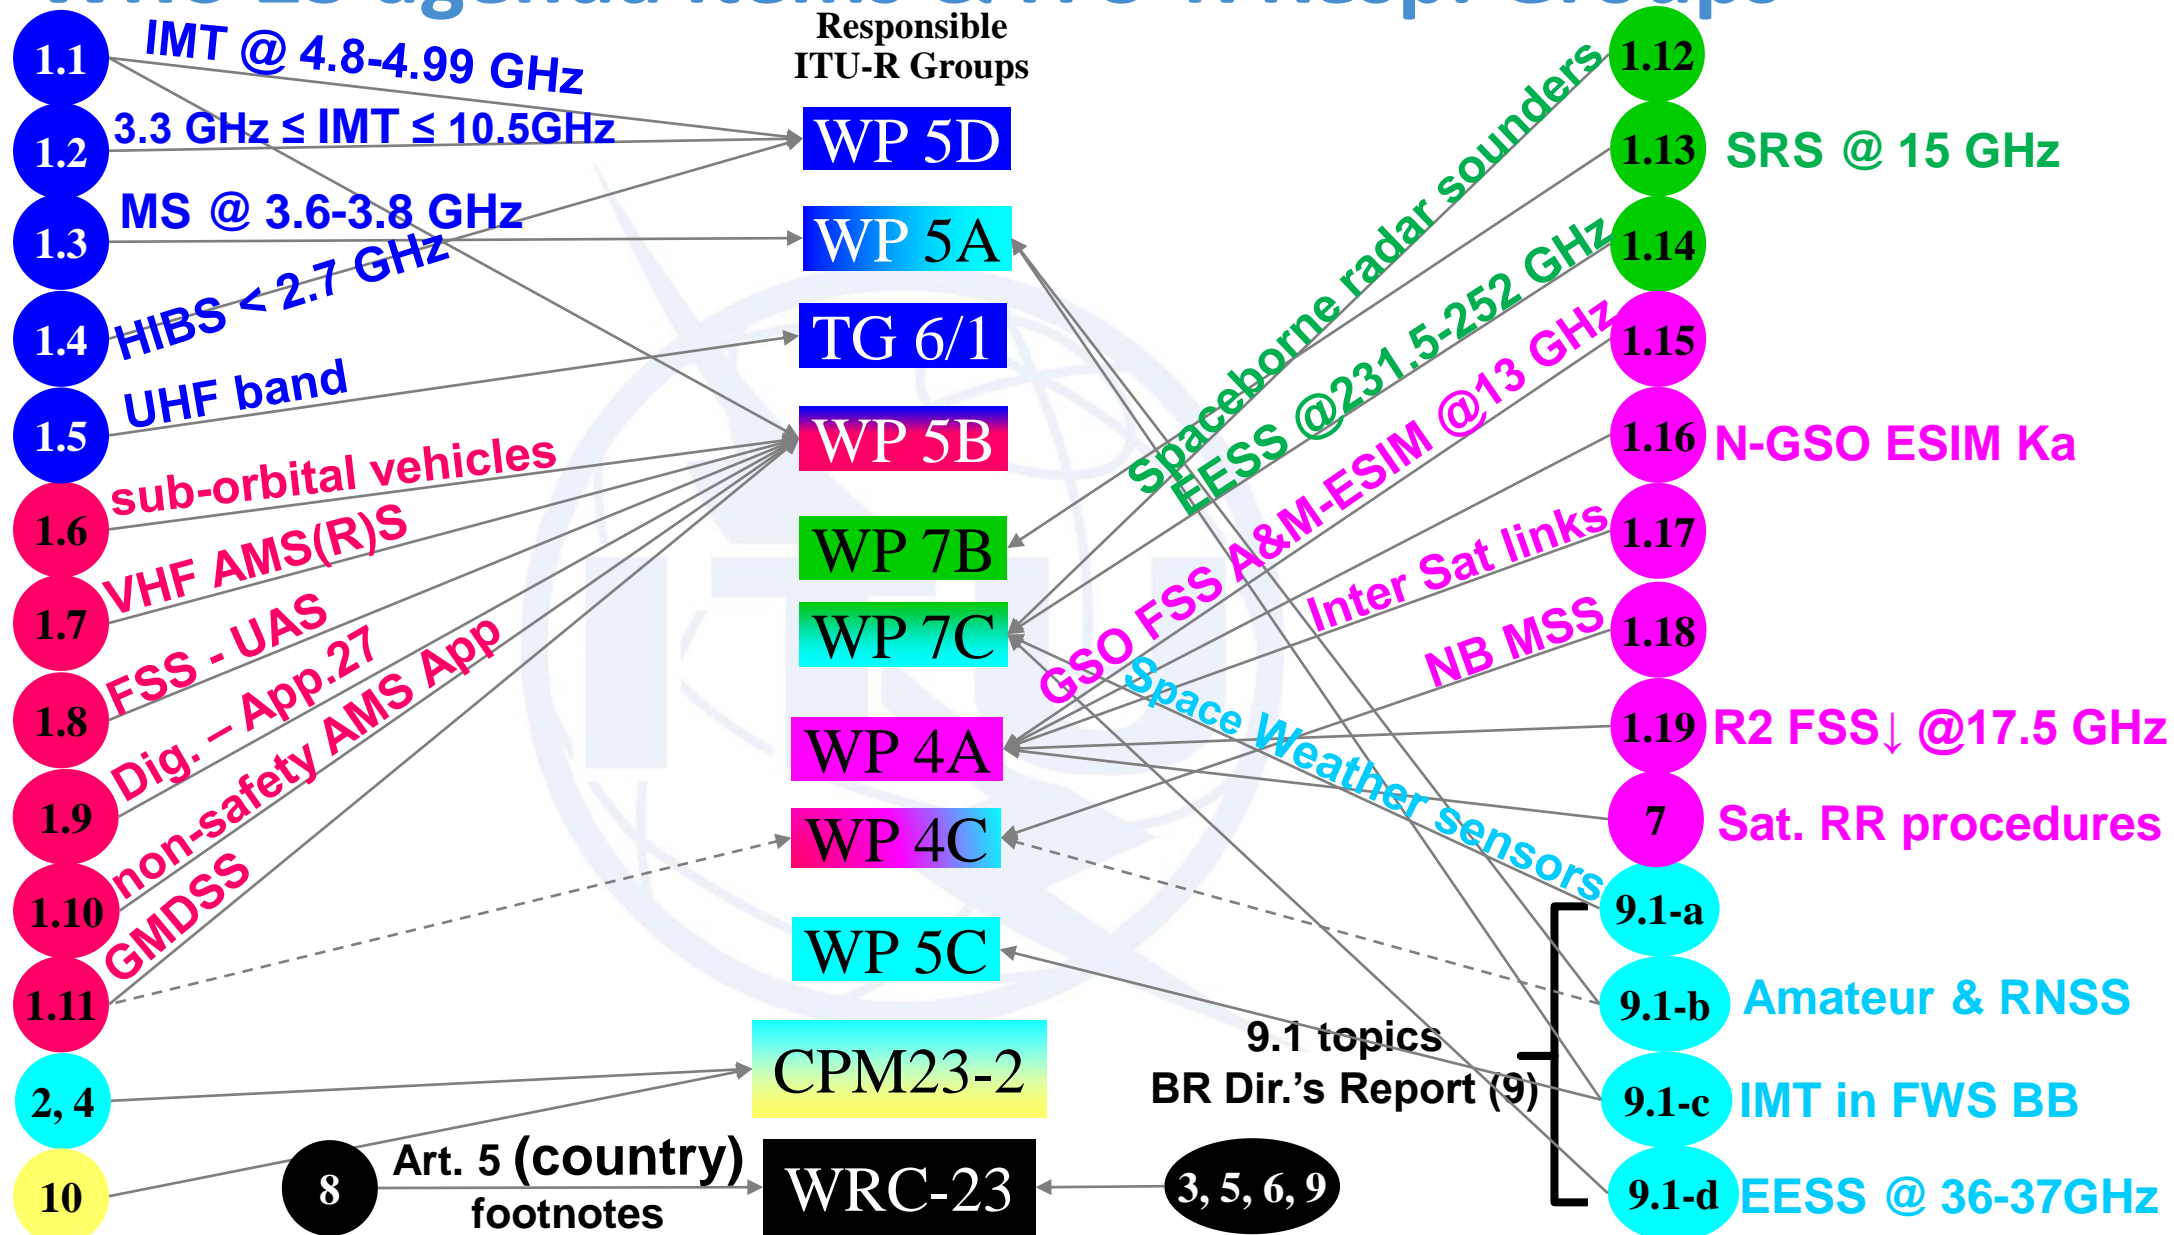 Responsible
ITU-R Groups
1.1
IMT @ 4.8-4.99 GHz
1.2
3.3 GHz ≤ IMT ≤ 10.5GHz
1.3
MS @ 3.6-3.8 GHz
1.4
HIBS < 2.7 GHz
1.5
UHF band
1.6
sub-orbital vehicles
1.7
VHF AMS(R)S
1.8
FSS - UAS
1.9
Dig. – App.27
1.10
non-safety AMS App
1.11
GMDSS
2, 4
10
8
Art. 5 (country)
footnotes
WP 5D
WP 5A
TG 6/1
WP 5B
WP 7B
WP 7C
WP 4A
WP 4C
WP 5C
CPM23-2
WRC-23
3, 5, 6, 9
ITU
1.12
Spaceborne radar sounders
1.13
SRS @ 15 GHz
1.14
EESS @231.5-252 GHz
1.15
GSO FSS A&M-ESIM @13 GHz
1.16
N-GSO ESIM Ka
1.17
Inter Sat links
1.18
NB MSS
1.19
R2 FSS↓ @17.5 GHz
7
Sat. RR procedures
9.1-a
Space Weather sensors
9.1-b
Amateur & RNSS
9.1 topics
BR Dir.'s Report (9)
9.1-c
IMT in FWS BB
9.1-d
EESS @ 36-37GHz